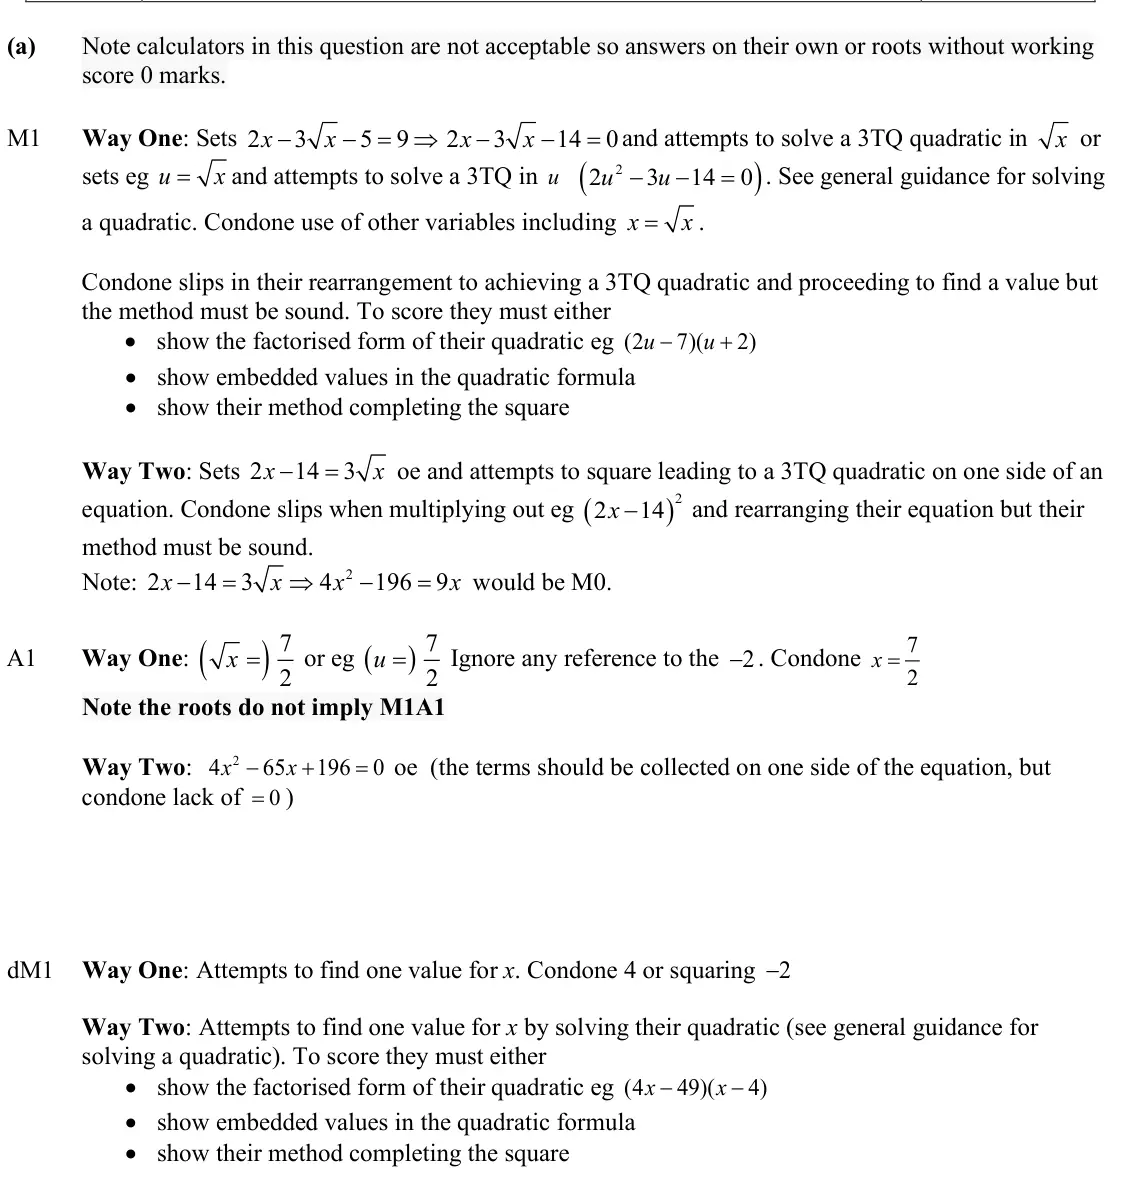 (a) Note calculators in this question are not acceptable so answers on their own or roots without working
score 0 marks.
M1 Way One: Sets 2x − 3√x − 5 = 9 ⇒ 2x − 3√x − 14 = 0 and attempts to solve a 3TQ quadratic in √x or
sets eg u = √x and attempts to solve a 3TQ in u (2u² − 3u − 14 = 0). See general guidance for solving
a quadratic. Condone use of other variables including x = √x.
Condone slips in their rearrangement to achieving a 3TQ quadratic and proceeding to find a value but
the method must be sound. To score they must either
• show the factorised form of their quadratic eg (2u − 7)(u + 2)
• show embedded values in the quadratic formula
• show their method completing the square
Way Two: Sets 2x − 14 = 3√x oe and attempts to square leading to a 3TQ quadratic on one side of an
equation. Condone slips when multiplying out eg (2x − 14)² and rearranging their equation but their
method must be sound.
Note: 2x − 14 = 3√x ⇒ 4x² − 196 = 9x would be M0.
A1 Way One: (√x =) 7/2 or eg (u =) 7/2 Ignore any reference to the −2. Condone x = 7/2
Note the roots do not imply M1A1
Way Two: 4x² − 65x + 196 = 0 oe (the terms should be collected on one side of the equation, but
condone lack of = 0 )
dM1 Way One: Attempts to find one value for x. Condone 4 or squaring −2
Way Two: Attempts to find one value for x by solving their quadratic (see general guidance for
solving a quadratic). To score they must either
• show the factorised form of their quadratic eg (4x − 49)(x − 4)
• show embedded values in the quadratic formula
• show their method completing the square